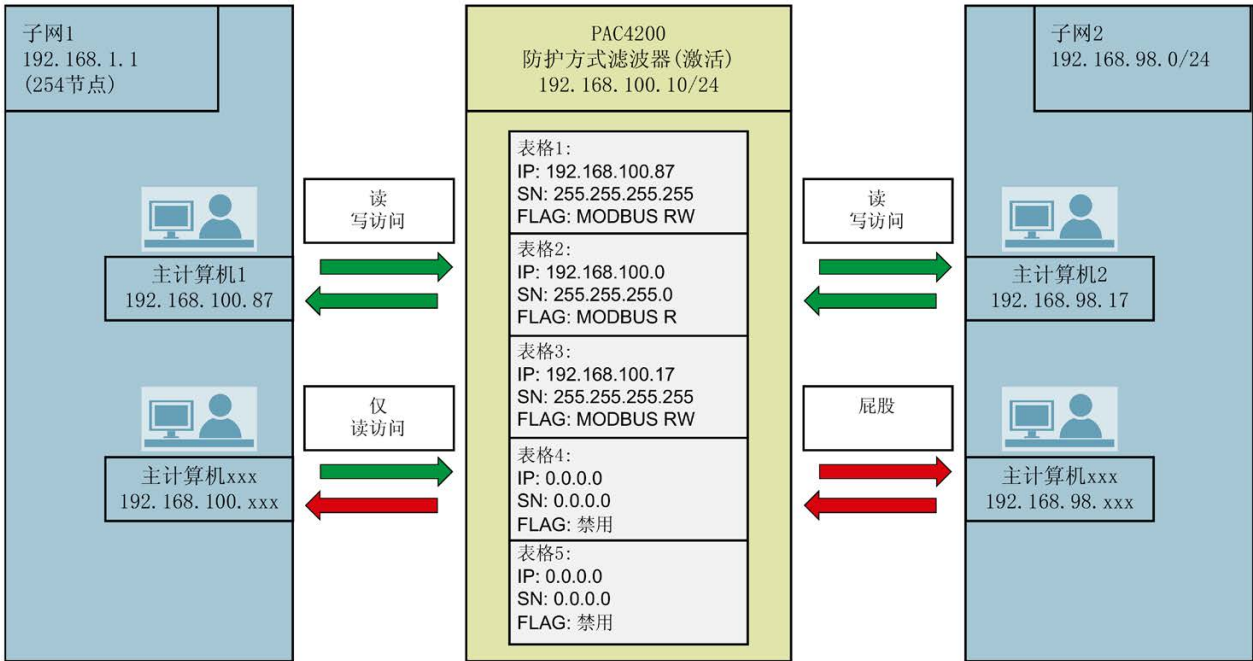 子网1
192.168.1.1
(254节点)
PAC4200
防护方式滤波器(激活)
192.168.100.10/24
子网2
192.168.98.0/24
表格1:
IP: 192.168.100.87
SN: 255.255.255.255
FLAG: MODBUS RW
表格2:
IP: 192.168.100.0
SN: 255.255.255.0
FLAG: MODBUS R
表格3:
IP: 192.168.100.17
SN: 255.255.255.255
FLAG: MODBUS RW
表格4:
IP: 0.0.0.0
SN: 0.0.0.0
FLAG: 禁用
表格5:
IP: 0.0.0.0
SN: 0.0.0.0
FLAG: 禁用
读
写访问
主计算机1
192.168.100.87
仅
读访问
主计算机xxx
192.168.100.xxx
读
写访问
主计算机2
192.168.98.17
屁股
主计算机xxx
192.168.98.xxx